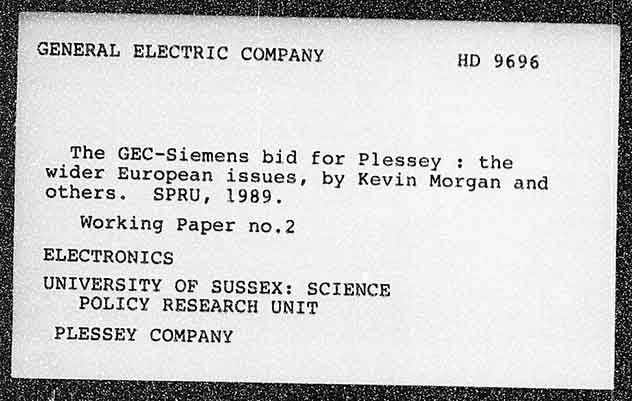 GENERAL ELECTRIC COMPANY
HD 9696
The GEC-Siemens bid for Plessey : the
wider European issues, by Kevin Morgan and
others. SPRU, 1989.
Working Paper no.2
ELECTRONICS
UNIVERSITY OF SUSSEX: SCIENCE
POLICY RESEARCH UNIT
PLESSEY COMPANY